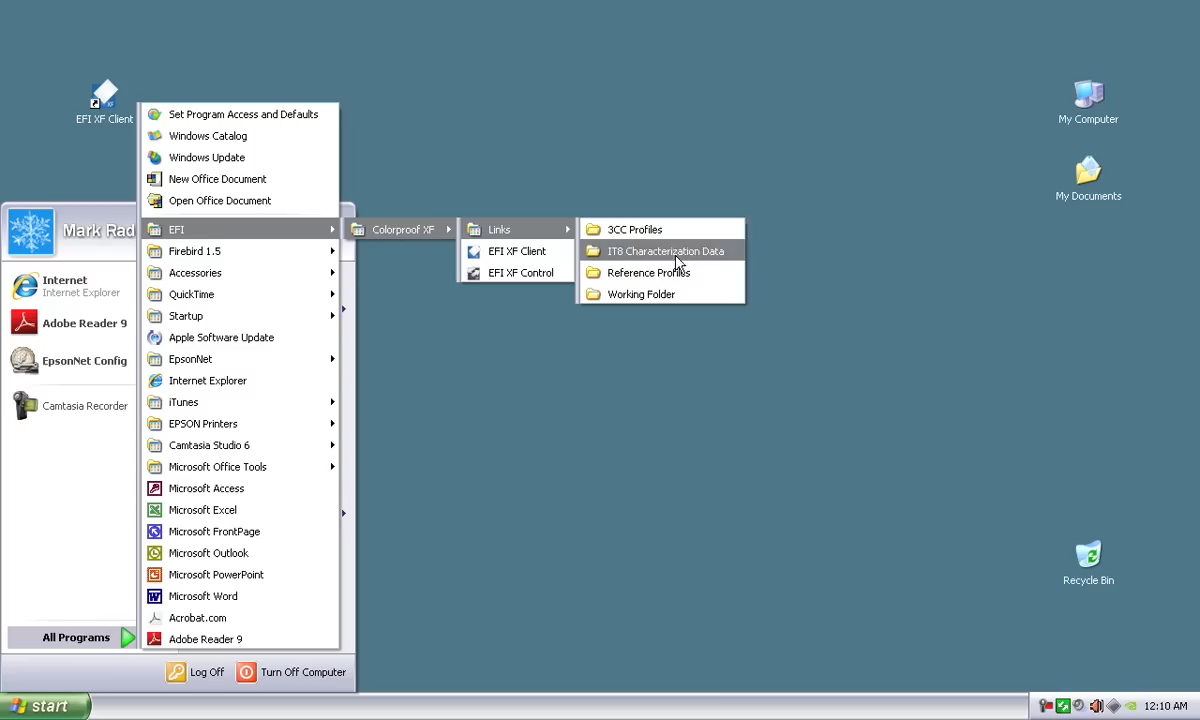 EFI XF Client
My Computer
My Documents
Recycle Bin
Mark Rad
Internet
Internet Explorer
Adobe Reader 9
EpsonNet Config
Camtasia Recorder
All Programs
Set Program Access and Defaults
Windows Catalog
Windows Update
New Office Document
Open Office Document
EFI
Firebird 1.5
Accessories
QuickTime
Startup
Apple Software Update
EpsonNet
Internet Explorer
iTunes
EPSON Printers
Camtasia Studio 6
Microsoft Office Tools
Microsoft Access
Microsoft Excel
Microsoft FrontPage
Microsoft Outlook
Microsoft PowerPoint
Microsoft Word
Acrobat.com
Adobe Reader 9
Colorproof XF
Links
EFI XF Client
EFI XF Control
3CC Profiles
IT8 Characterization Data
Reference Profiles
Working Folder
Log Off
Turn Off Computer
start
12:10 AM